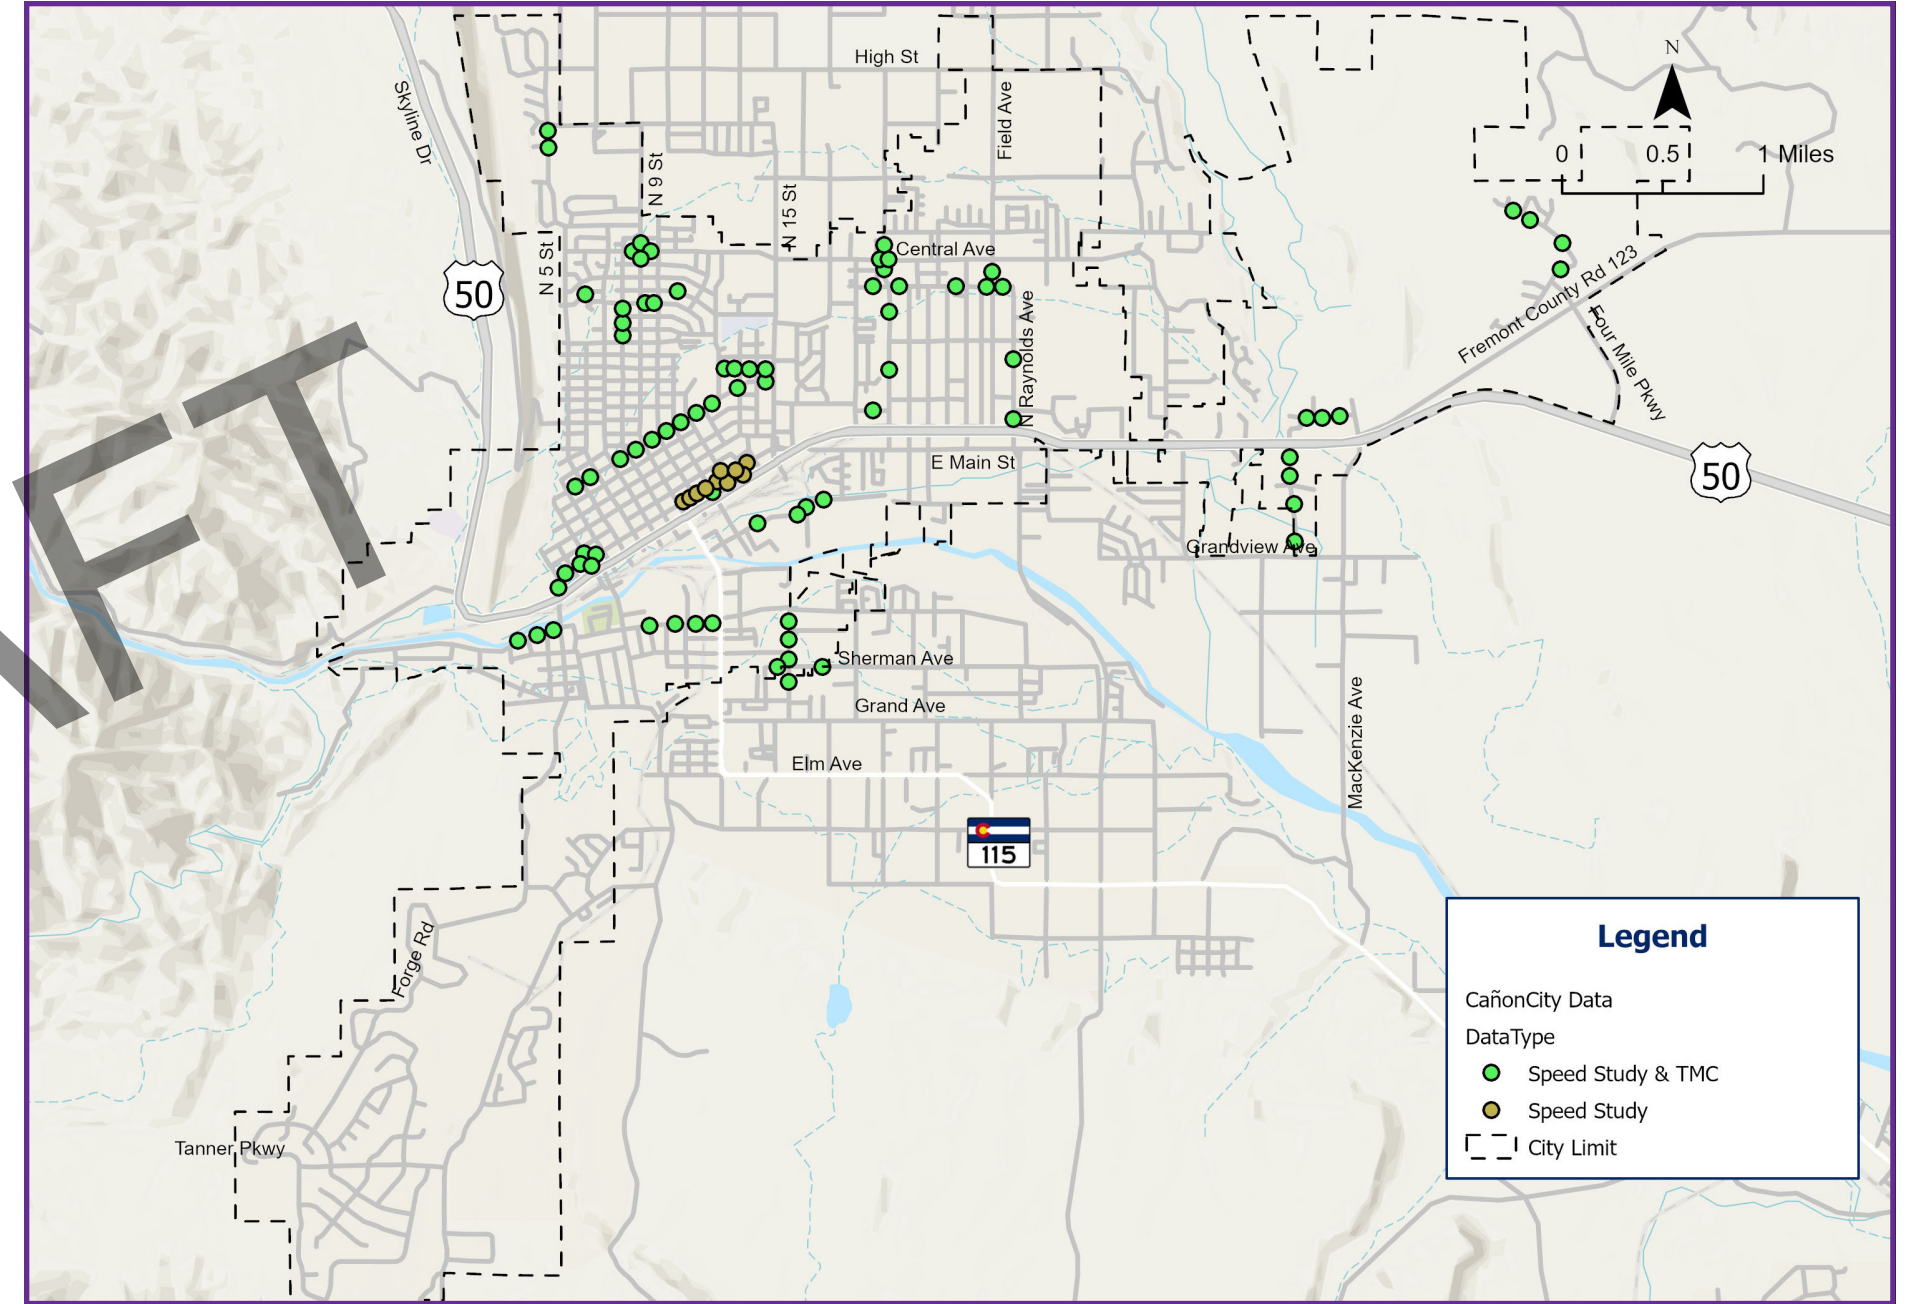 High St
N
Skyline Dr
Field Ave
0 0.5 1 Miles
N 9 St
N 15 St
N 5 St
Central Ave
50
Fremont County Rd 123
N Raynolds Ave
Four Mile Pkwy
E Main St
50
Grandview Ave
FT
Sherman Ave
Grand Ave
MacKenzie Ave
Elm Ave
115
Forge Rd
Tanner Pkwy
Legend
CañonCity Data
DataType
Speed Study & TMC
Speed Study
City Limit